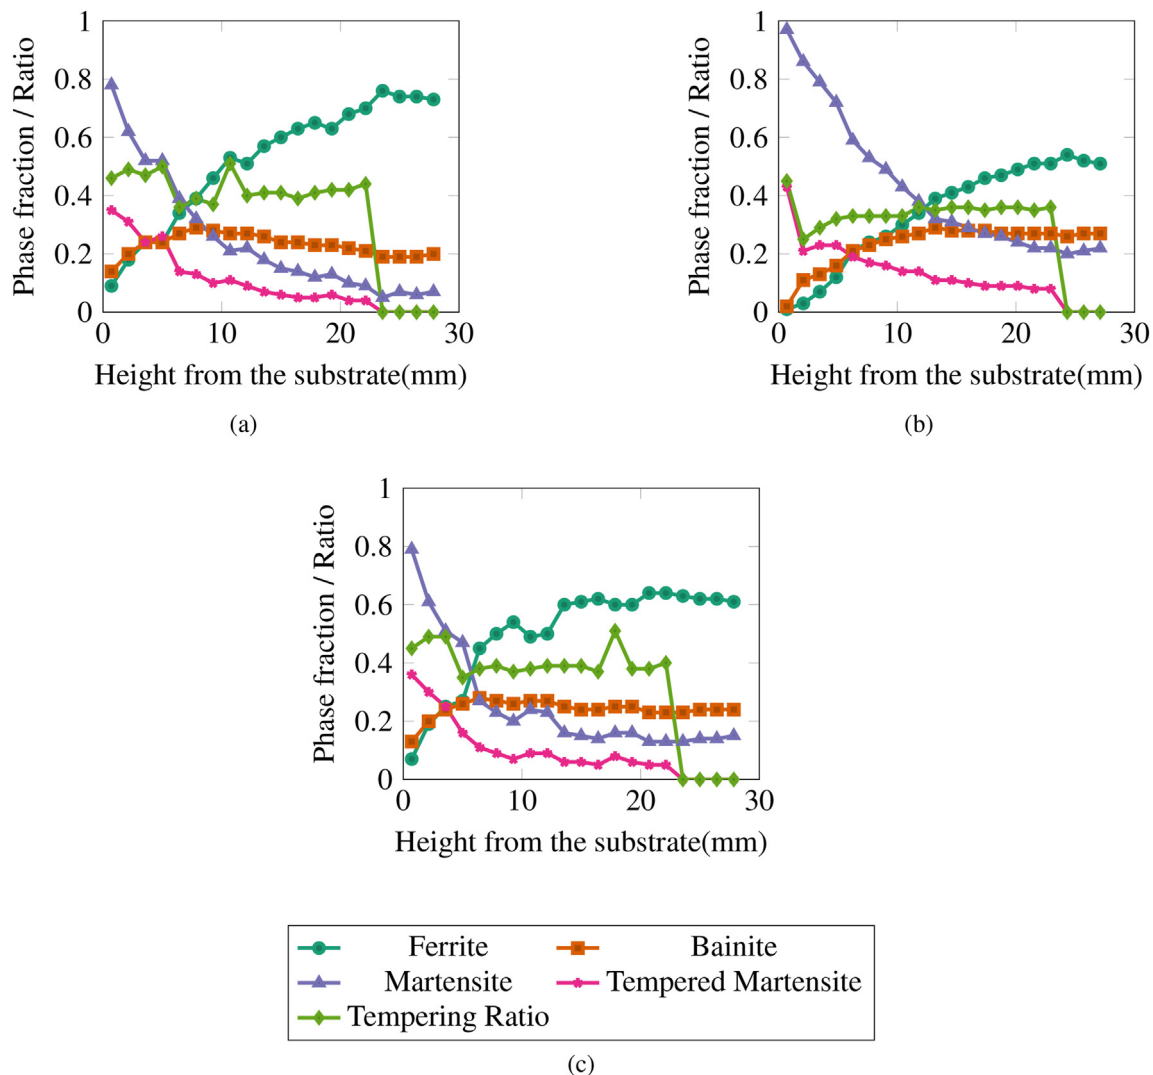 1
0.8
0.6
0.4
0.2
0
0 10 20 30
Phase fraction / Ratio
Height from the substrate(mm)
(a)
1
0.8
0.6
0.4
0.2
0
0 10 20 30
Phase fraction / Ratio
Height from the substrate(mm)
(b)
1
0.8
0.6
0.4
0.2
0
0 10 20 30
Phase fraction / Ratio
Height from the substrate(mm)
Ferrite Bainite
Martensite Tempered Martensite
Tempering Ratio
(c)